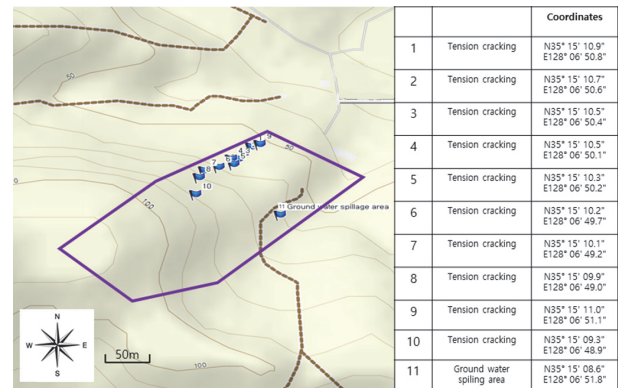 Coordinates
1 Tension cracking N35° 15' 10.9"
E128° 06' 50.8"
2 Tension cracking N35° 15' 10.7"
E128° 06' 50.6"
3 Tension cracking N35° 15' 10.5"
E128° 06' 50.4"
4 Tension cracking N35° 15' 10.5"
E128° 06' 50.1"
5 Tension cracking N35° 15' 10.3"
E128° 06' 50.2"
6 Tension cracking N35° 15' 10.2"
E128° 06' 49.7"
7 Tension cracking N35° 15' 10.1"
E128° 06' 49.2"
8 Tension cracking N35° 15' 09.9"
E128° 06' 49.0"
9 Tension cracking N35° 15' 11.0"
E128° 06' 51.1"
10 Tension cracking N35° 15' 09.3"
E128° 06' 48.9"
11 Ground water
spiling area N35° 15' 08.6"
E128° 06' 51.8"
50
9
50
4
5
7
8
10
102
11 Ground water spillage area
100
N
W E
S
50m